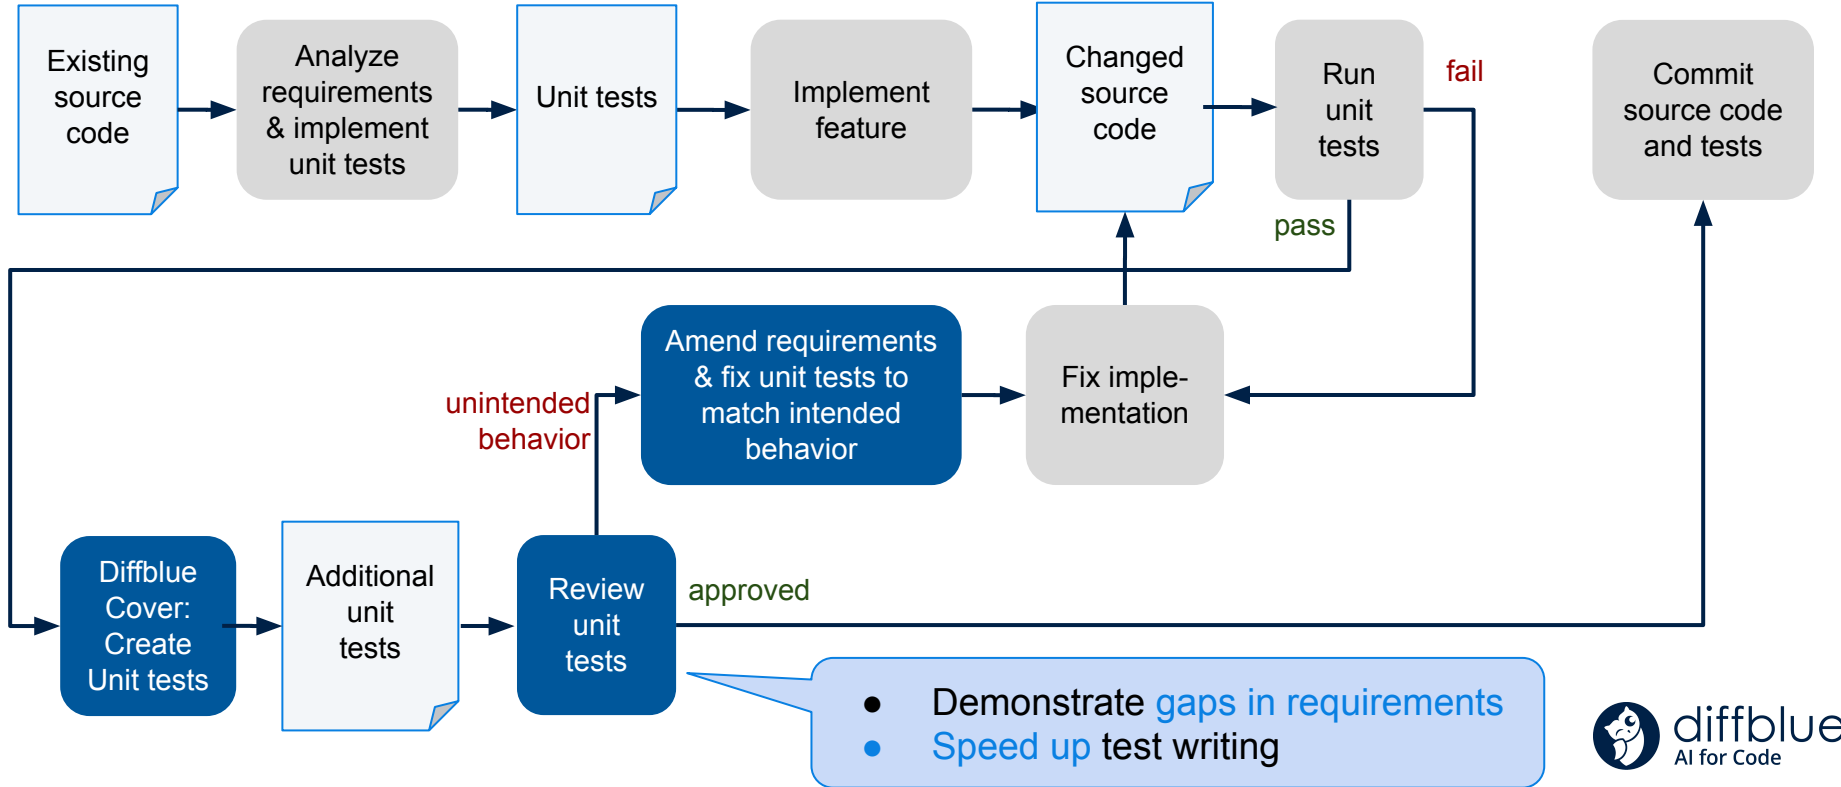 Existing
source
code
Analyze
requirements
& implement
unit tests
Unit tests
Implement
feature
Changed
source
code
Run
unit
tests
fail
pass
Commit
source code
and tests
unintended
behavior
Amend requirements
& fix unit tests to
match intended
behavior
Fix imple-
mentation
Diffblue
Cover:
Create
Unit tests
Additional
unit
tests
Review
unit
tests
approved
● Demonstrate gaps in requirements
● Speed up test writing
diffblue
AI for Code